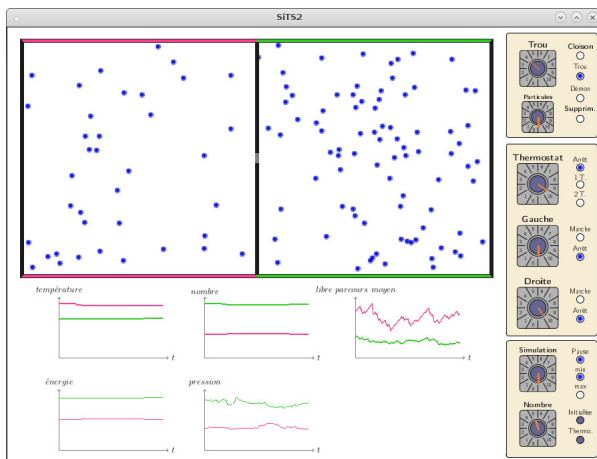 SiTS2
Trou
Cloison
Trou
Démon
Particules
Supprim.
Thermostat
Arrêt
1 T.
2 T.
Gauche
Marche
Arrêt
Droite
Marche
Arrêt
Simulation
Pause
min
max
Nombre
Initialise
Thermo.
température
nombre
libre parcours moyen
t
t
t
énergie
pression
t
t